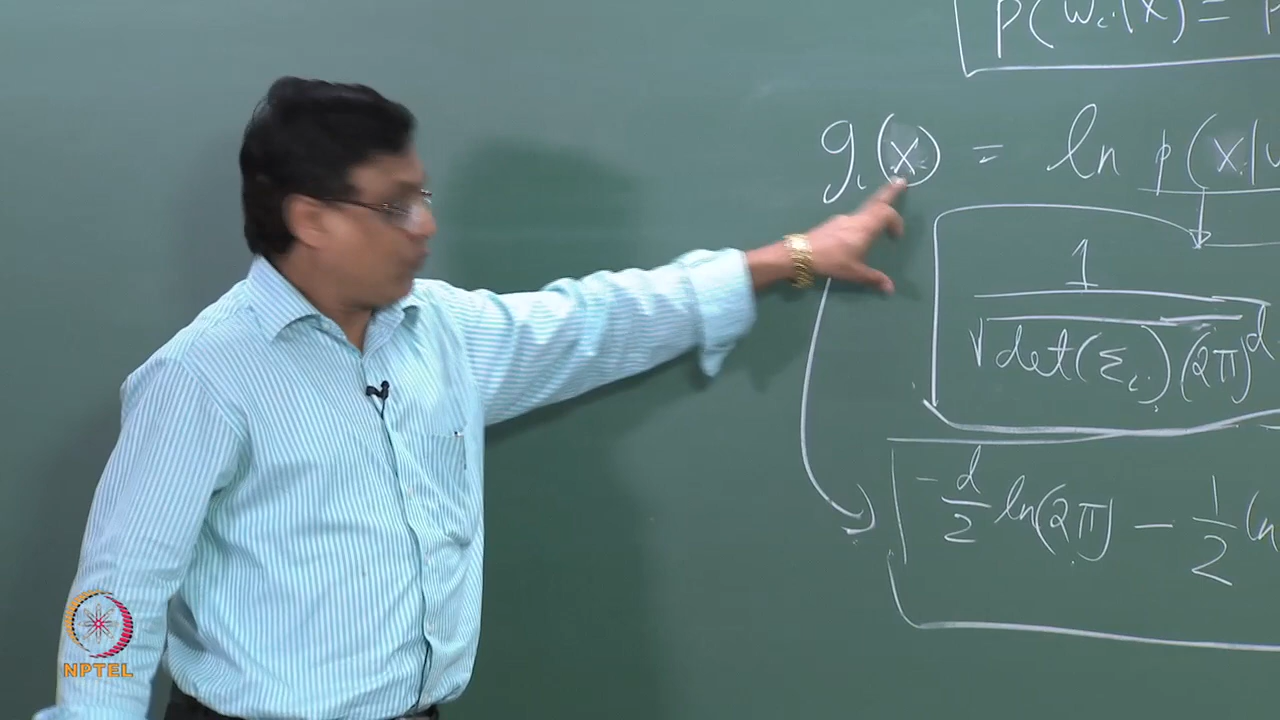 P(ωᵢ|X) =
gᵢ(X) = ln p(X|ω
1
√det(Σᵢ)(2π)ᵈ
-d/2 ln(2π) - 1/2 ln
NPTEL